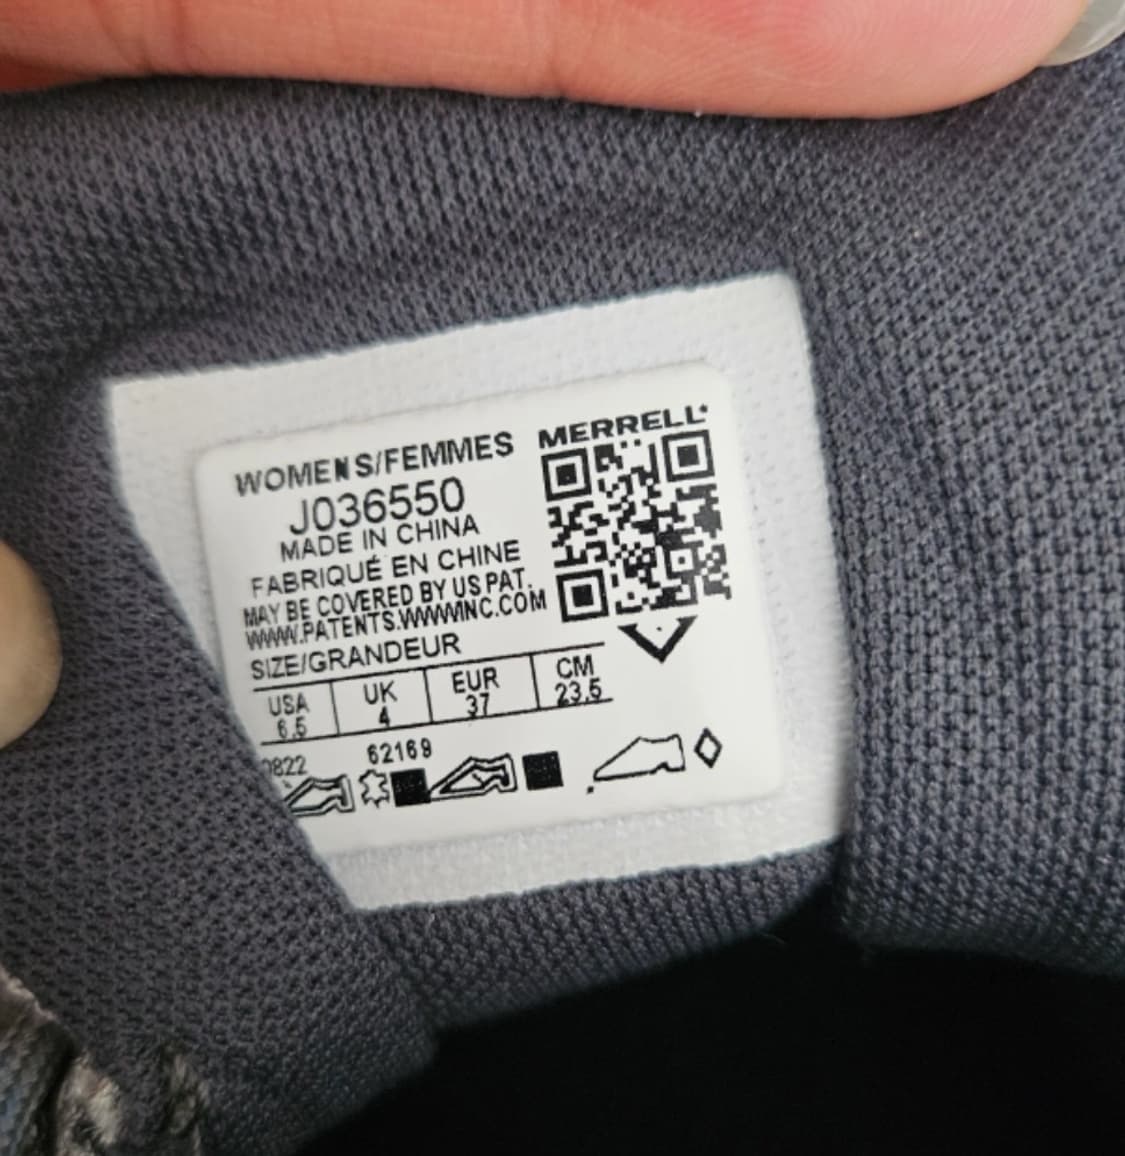 MERRELL
WOMENS/FEMMES
J036550
MADE IN CHINA
FABRIQUÉ EN CHINE
MAY BE COVERED BY US PAT.
WWW.PATENTS.WWWINC.COM
SIZE/GRANDEUR
USA UK EUR CM
6.5 4 37 23.5
0822 62169